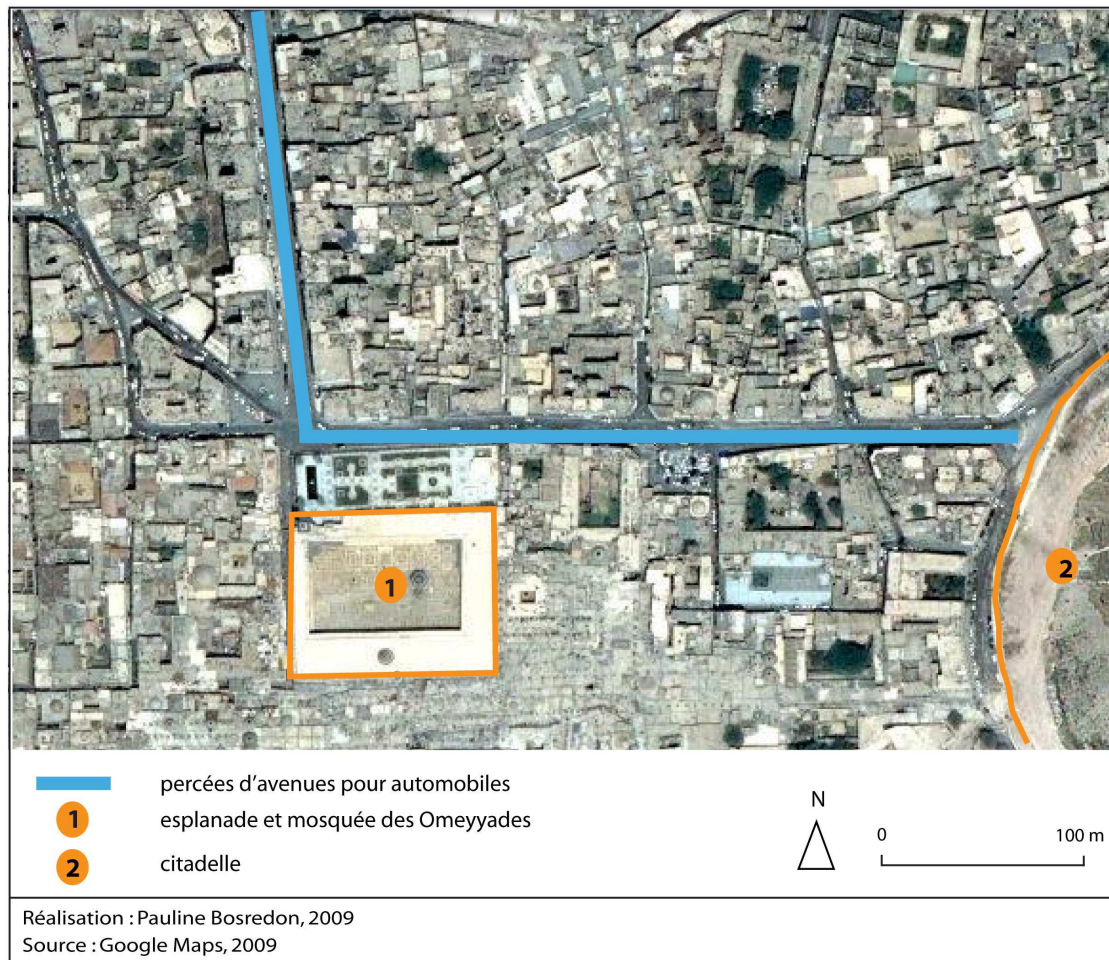 1
2
percées d'avenues pour automobiles
1 esplanade et mosquée des Omeyyades
2 citadelle
N
0 100 m
Réalisation : Pauline Bosredon, 2009
Source : Google Maps, 2009